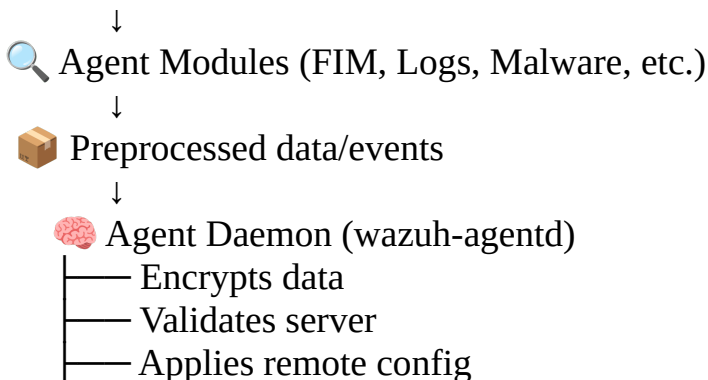 ↓
🔍 Agent Modules (FIM, Logs, Malware, etc.)
↓
📦 Preprocessed data/events
↓
🧠 Agent Daemon (wazuh-agentd)
├── Encrypts data
├── Validates server
├── Applies remote config